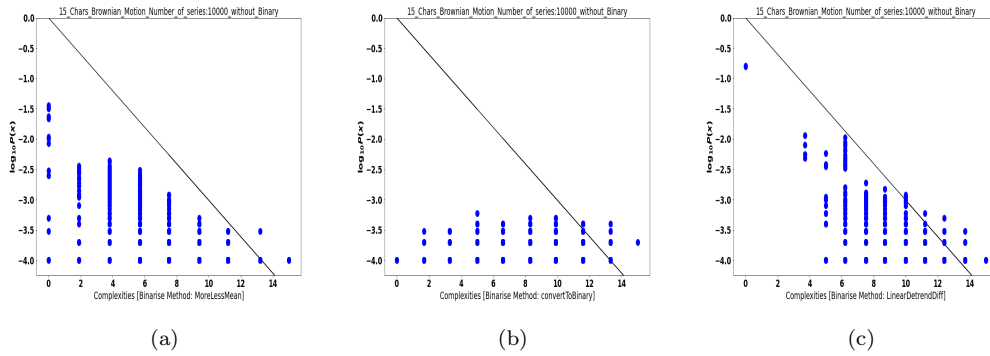 15_Chars_Brownian_Motion_Number_of_series:10000_without_Binary
0.0
−0.5
−1.0
−1.5
−2.0
−2.5
−3.0
−3.5
−4.0
log₁₀P(x)
0 2 4 6 8 10 12 14
Complexities [Binarise Method: MoreLessMean]
(a)
15_Chars_Brownian_Motion_Number_of_series:10000_without_Binary
0.0
−0.5
−1.0
−1.5
−2.0
−2.5
−3.0
−3.5
−4.0
log₁₀P(x)
0 2 4 6 8 10 12 14
Complexities [Binarise Method: convertToBinary]
(b)
15_Chars_Brownian_Motion_Number_of_series:10000_without_Binary
0.0
−0.5
−1.0
−1.5
−2.0
−2.5
−3.0
−3.5
−4.0
log₁₀P(x)
0 2 4 6 8 10 12 14
Complexities [Binarise Method: LinearDetrendDiff]
(c)